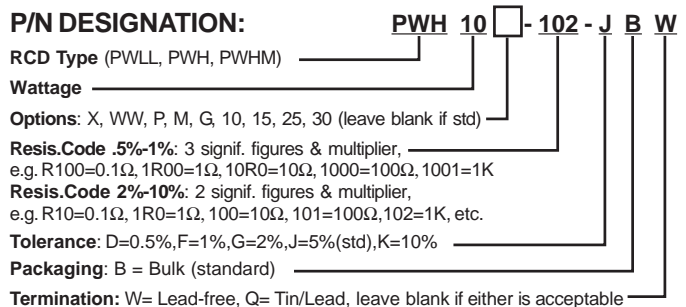 P/N DESIGNATION: PWH 10 □ - 102 - J B W
RCD Type (PWLL, PWH, PWHM)
Wattage
Options: X, WW, P, M, G, 10, 15, 25, 30 (leave blank if std)
Resis.Code .5%-1%: 3 signif. figures & multiplier,
e.g. R100=0.1Ω, 1R00=1Ω, 10R0=10Ω, 1000=100Ω, 1001=1K
Resis.Code 2%-10%: 2 signif. figures & multiplier,
e.g. R10=0.1Ω, 1R0=1Ω, 100=10Ω, 101=100Ω,102=1K, etc.
Tolerance: D=0.5%,F=1%,G=2%,J=5%(std),K=10%
Packaging: B = Bulk (standard)
Termination: W= Lead-free, Q= Tin/Lead, leave blank if either is acceptable